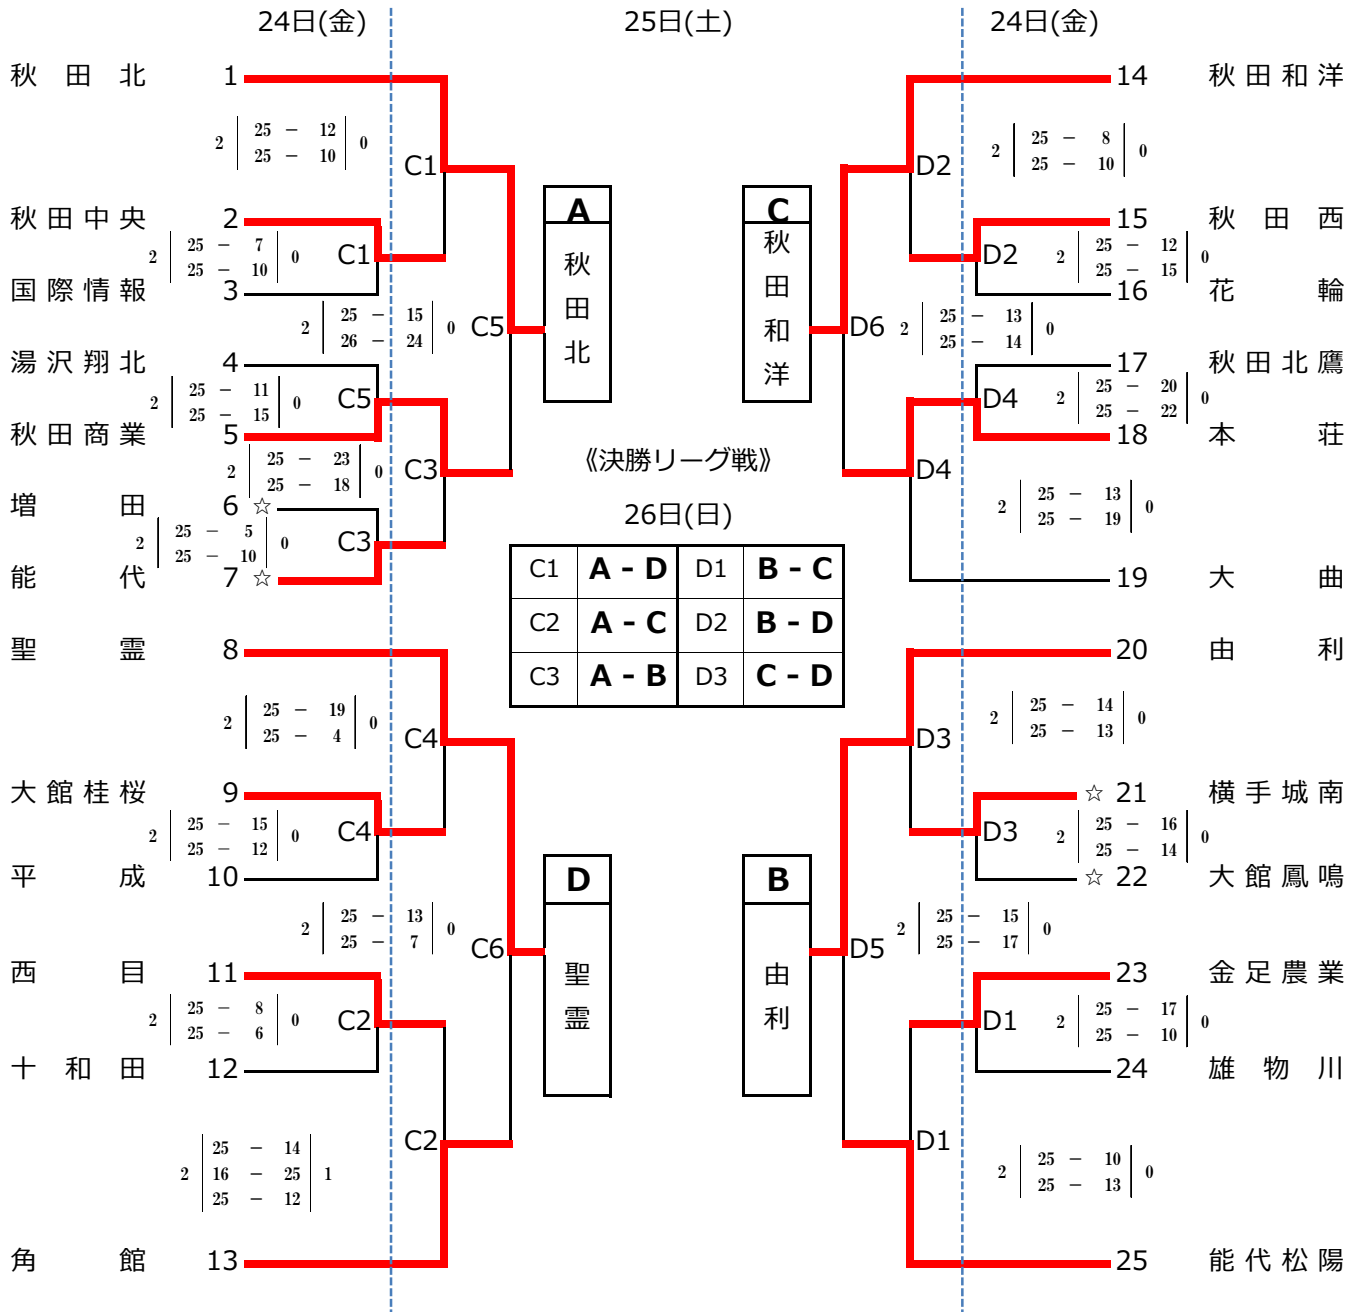 24日(金) 25日(土) 24日(金)
秋田北 1 14 秋田和洋
2 25 － 12 0
25 － 10
2 25 － 8 0
25 － 10
C1 D2
A C
秋田中央 2 15 秋田西
2 25 － 7 0
25 － 10
C1 D2
2 25 － 12 0
25 － 15
秋田北
秋田和洋
国際情報 3 16 花輪
2 25 － 15 0
26 － 24
C5 D6
2 25 － 13 0
25 － 14
湯沢翔北 4 17 秋田北鷹
2 25 － 11 0
25 － 15
C5 D4
2 25 － 20 0
25 － 22
秋田商業 5 18 本荘
2 25 － 23 0
25 － 18
C3 《決勝リーグ戦》 D4
増田 6 ☆
26日(日)
2 25 － 13 0
25 － 19
2 25 － 5 0
25 － 10
C3
能代 7 ☆ 19 大曲
C1 A - D D1 B - C
C2 A - C D2 B - D
C3 A - B D3 C - D
聖霊 8 20 由利
2 25 － 19 0
25 － 4
C4 D3
2 25 － 14 0
25 － 13
大館桂桜 9 ☆ 21 横手城南
2 25 － 15 0
25 － 12
C4 D3
2 25 － 16 0
25 － 14
平成 10 ☆ 22 大館鳳鳴
D B
2 25 － 13 0
25 － 7
C6 D5
2 25 － 15 0
25 － 17
聖霊
由利
西目 11 23 金足農業
2 25 － 8 0
25 － 6
C2 D1
2 25 － 17 0
25 － 10
十和田 12 24 雄物川
C2 D1
2 25 － 14 1
16 － 25
25 － 12
2 25 － 10 0
25 － 13
角館 13 25 能代松陽